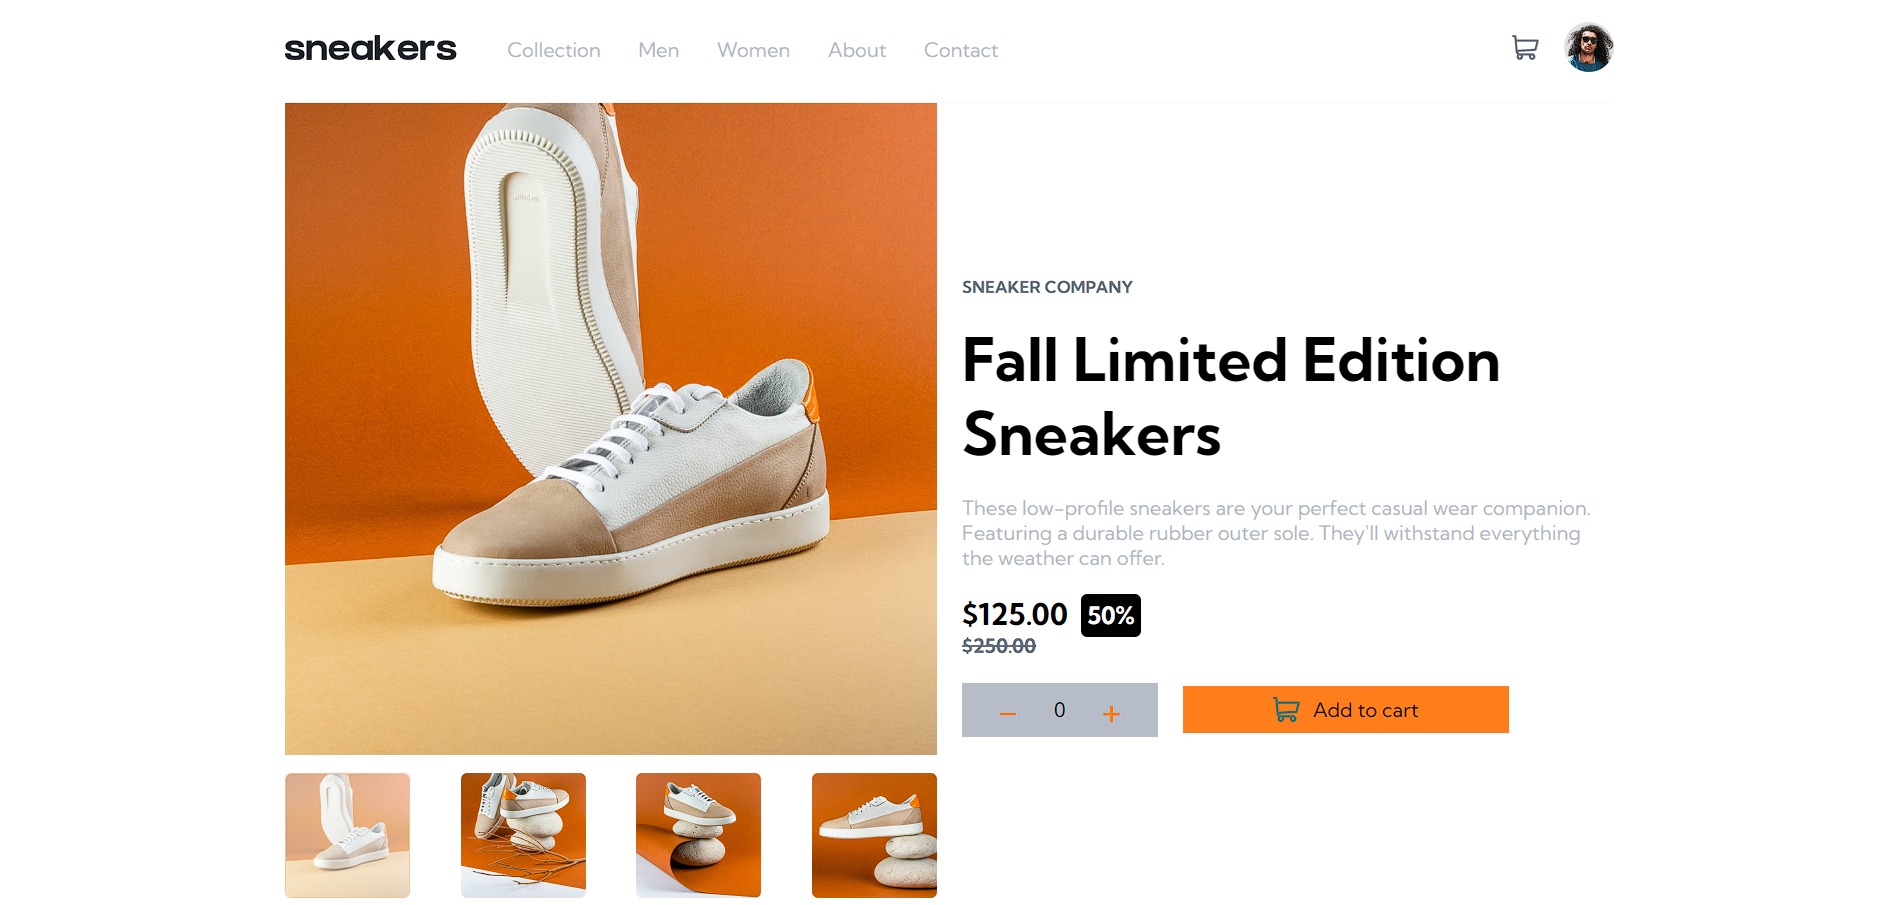 sneakers Collection Men Women About Contact
SNEAKER COMPANY
Fall Limited Edition
Sneakers
These low-profile sneakers are your perfect casual wear companion.
Featuring a durable rubber outer sole. They'll withstand everything
the weather can offer.
$125.00 50%
$250.00
− 0 + Add to cart